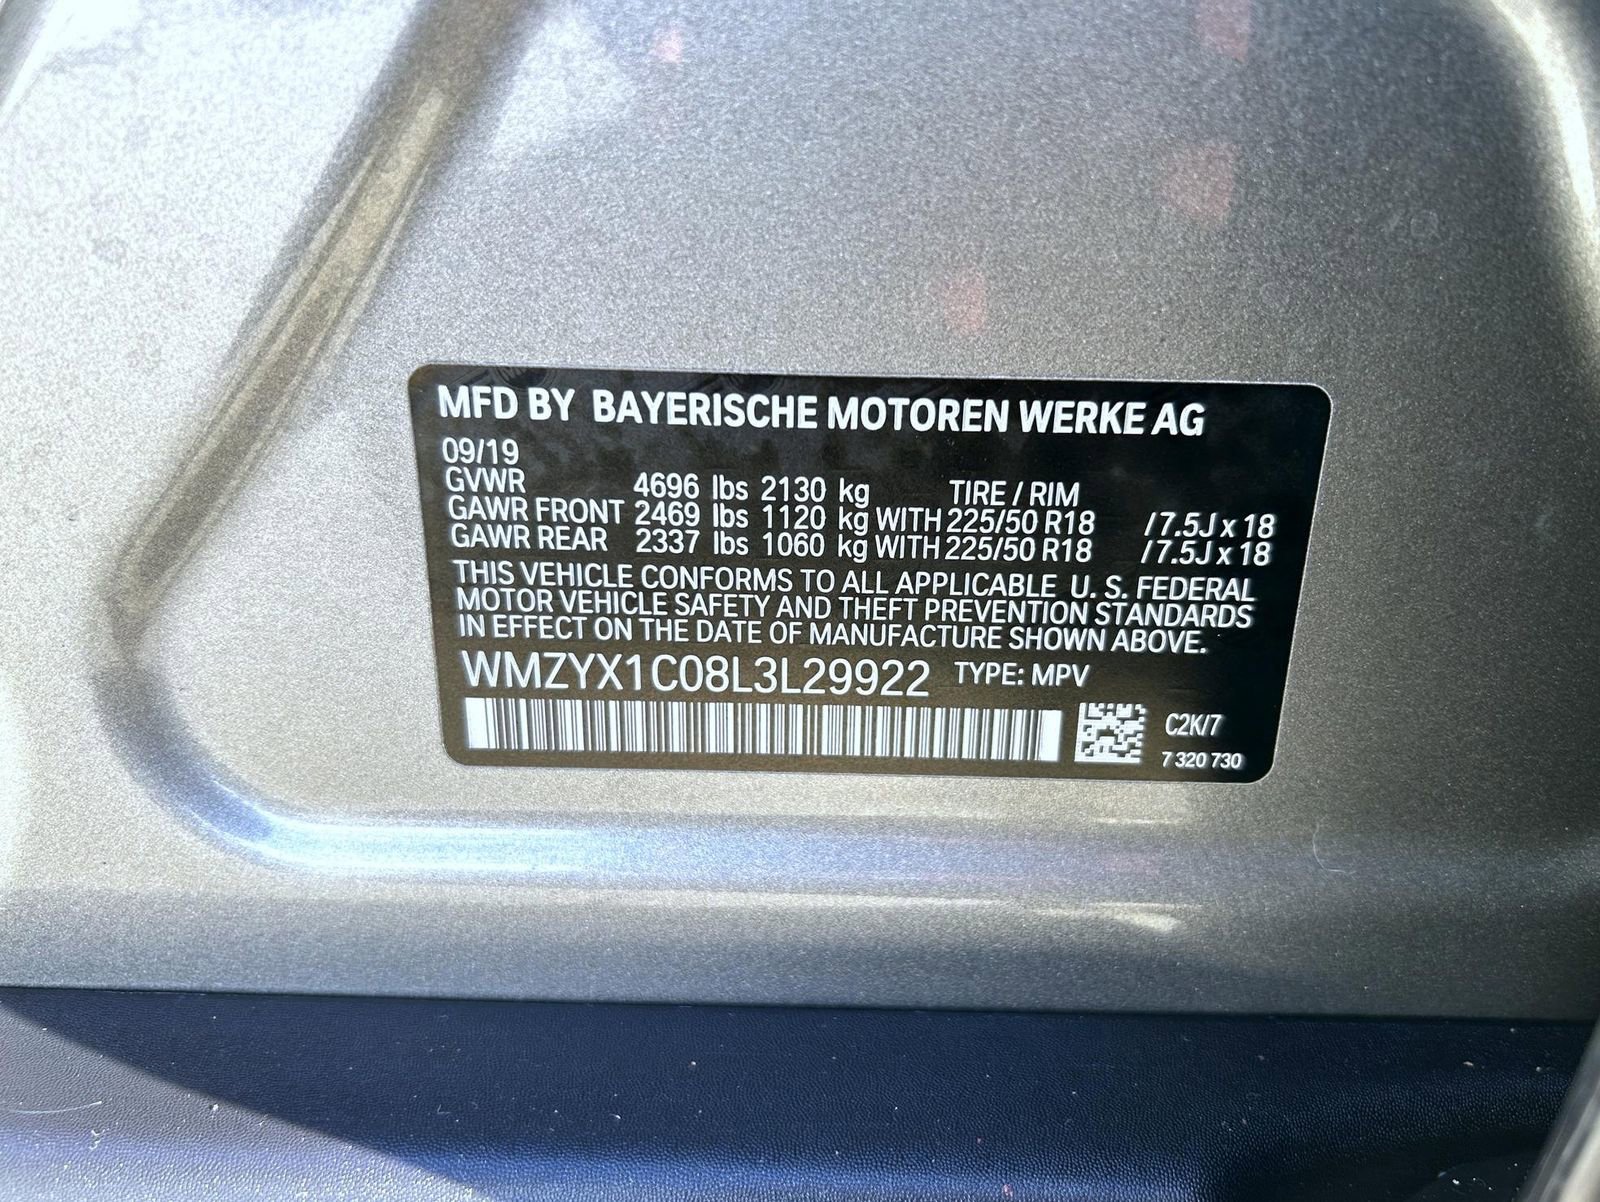 MFD BY BAYERISCHE MOTOREN WERKE AG
09/19
GVWR 4696 lbs 2130 kg TIRE / RIM
GAWR FRONT 2469 lbs 1120 kg WITH 225/50 R18 / 7.5J x 18
GAWR REAR 2337 lbs 1060 kg WITH 225/50 R18 / 7.5J x 18
THIS VEHICLE CONFORMS TO ALL APPLICABLE U. S. FEDERAL
MOTOR VEHICLE SAFETY AND THEFT PREVENTION STANDARDS
IN EFFECT ON THE DATE OF MANUFACTURE SHOWN ABOVE.
WMZYX1C08L3L29922 TYPE: MPV
C2K/7
7 320 730